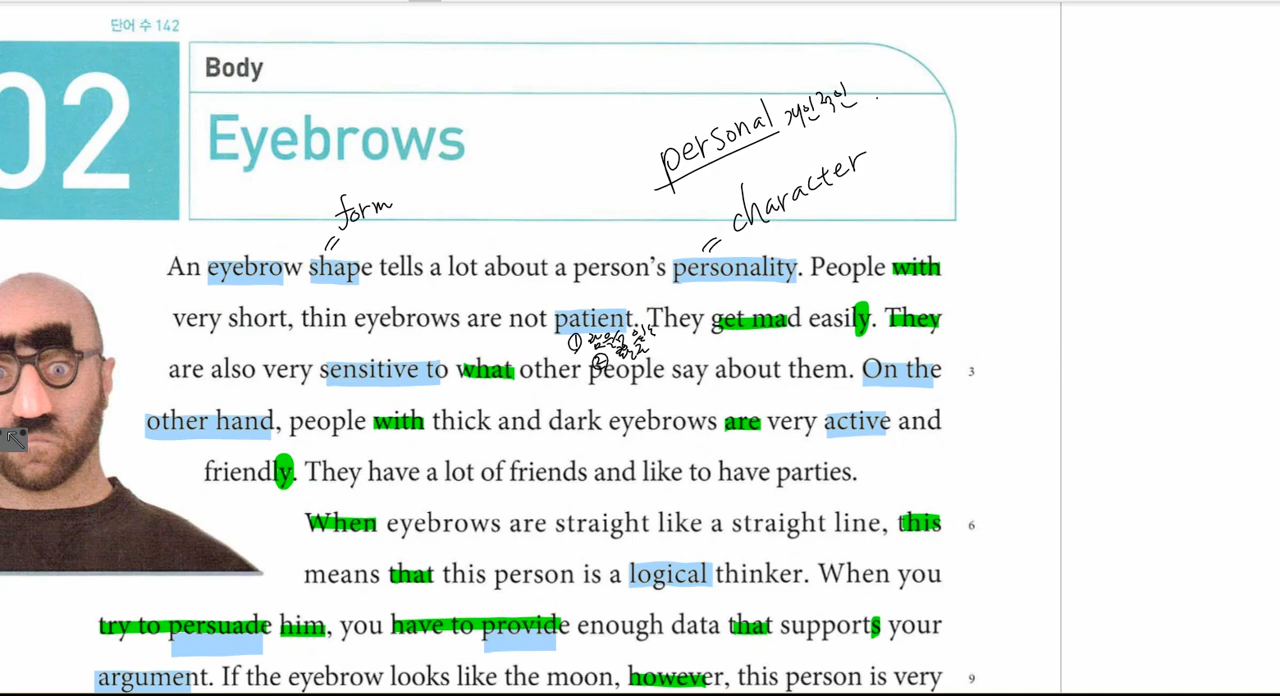 단어 수 142
02
Body
Eyebrows
personal 개인적인
character
form
An eyebrow shape tells a lot about a person's personality. People with
very short, thin eyebrows are not patient. They get mad easily. They
①
②
are also very sensitive to what other people say about them. On the
3
other hand, people with thick and dark eyebrows are very active and
friendly. They have a lot of friends and like to have parties.
When eyebrows are straight like a straight line, this
6
means that this person is a logical thinker. When you
try to persuade him, you have to provide enough data that supports your
argument. If the eyebrow looks like the moon, however, this person is very
9